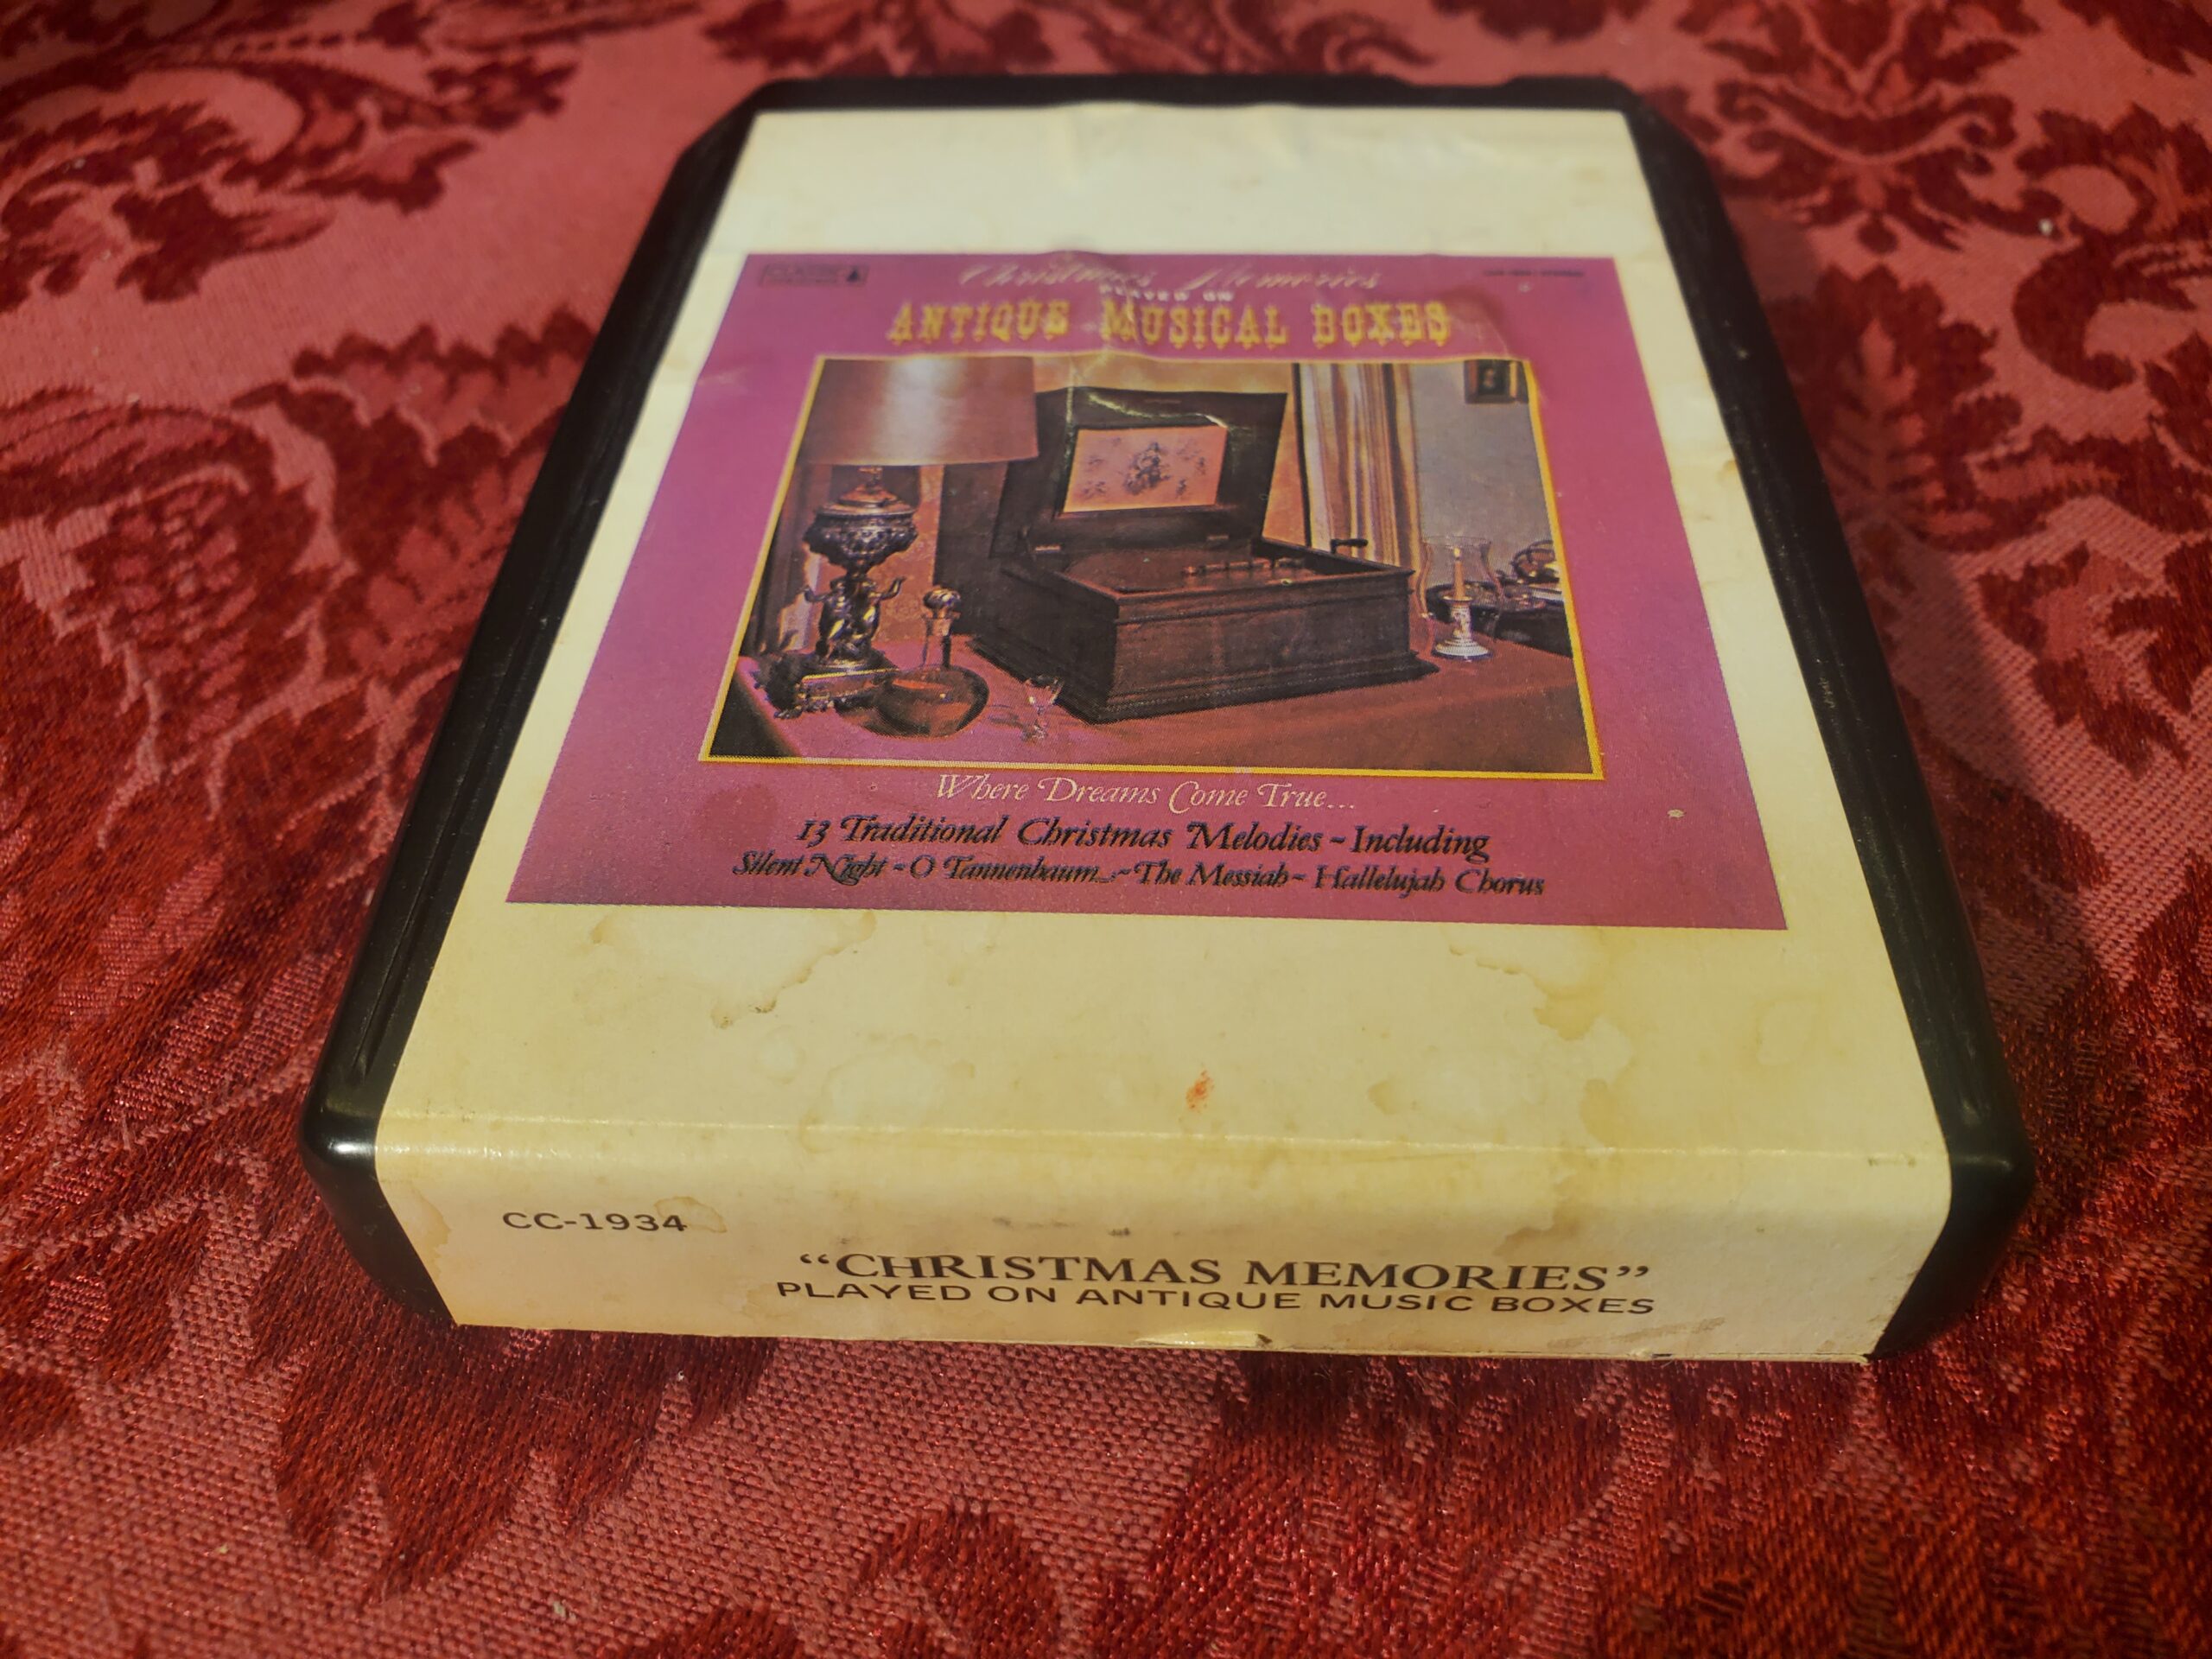 Christmas Memories
PLAYED ON
ANTIQUE MUSICAL BOXES
Where Dreams Come True...
13 Traditional Christmas Melodies ~ Including
Silent Night - O Tannenbaum - The Messiah - Hallelujah Chorus
CC-1934
“CHRISTMAS MEMORIES”
PLAYED ON ANTIQUE MUSIC BOXES